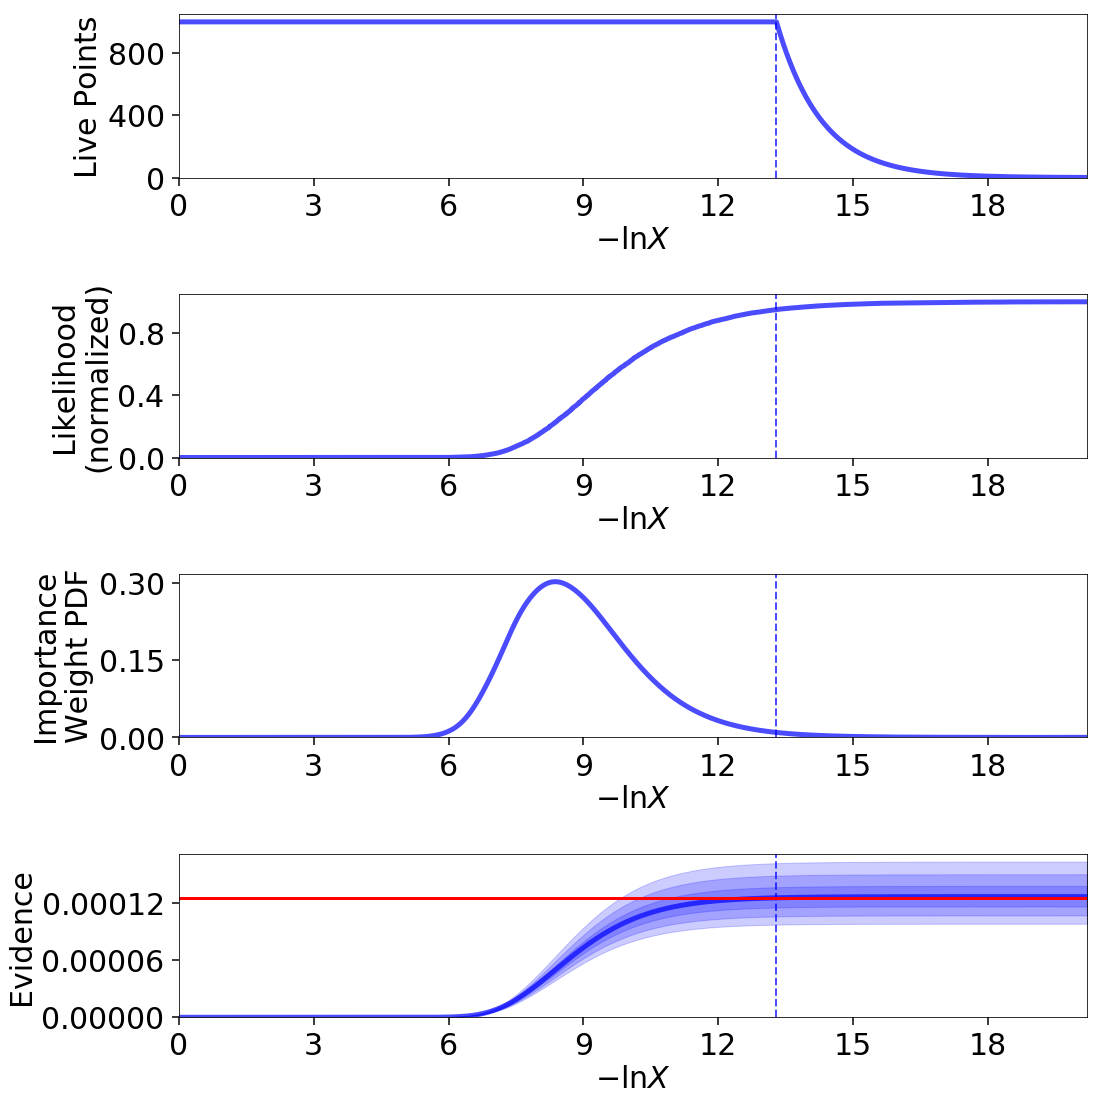 Live Points
800
400
0
0 3 6 9 12 15 18
−lnX
Likelihood
(normalized)
0.8
0.4
0.0
0 3 6 9 12 15 18
−lnX
Importance
Weight PDF
0.30
0.15
0.00
0 3 6 9 12 15 18
−lnX
Evidence
0.00012
0.00006
0.00000
0 3 6 9 12 15 18
−lnX